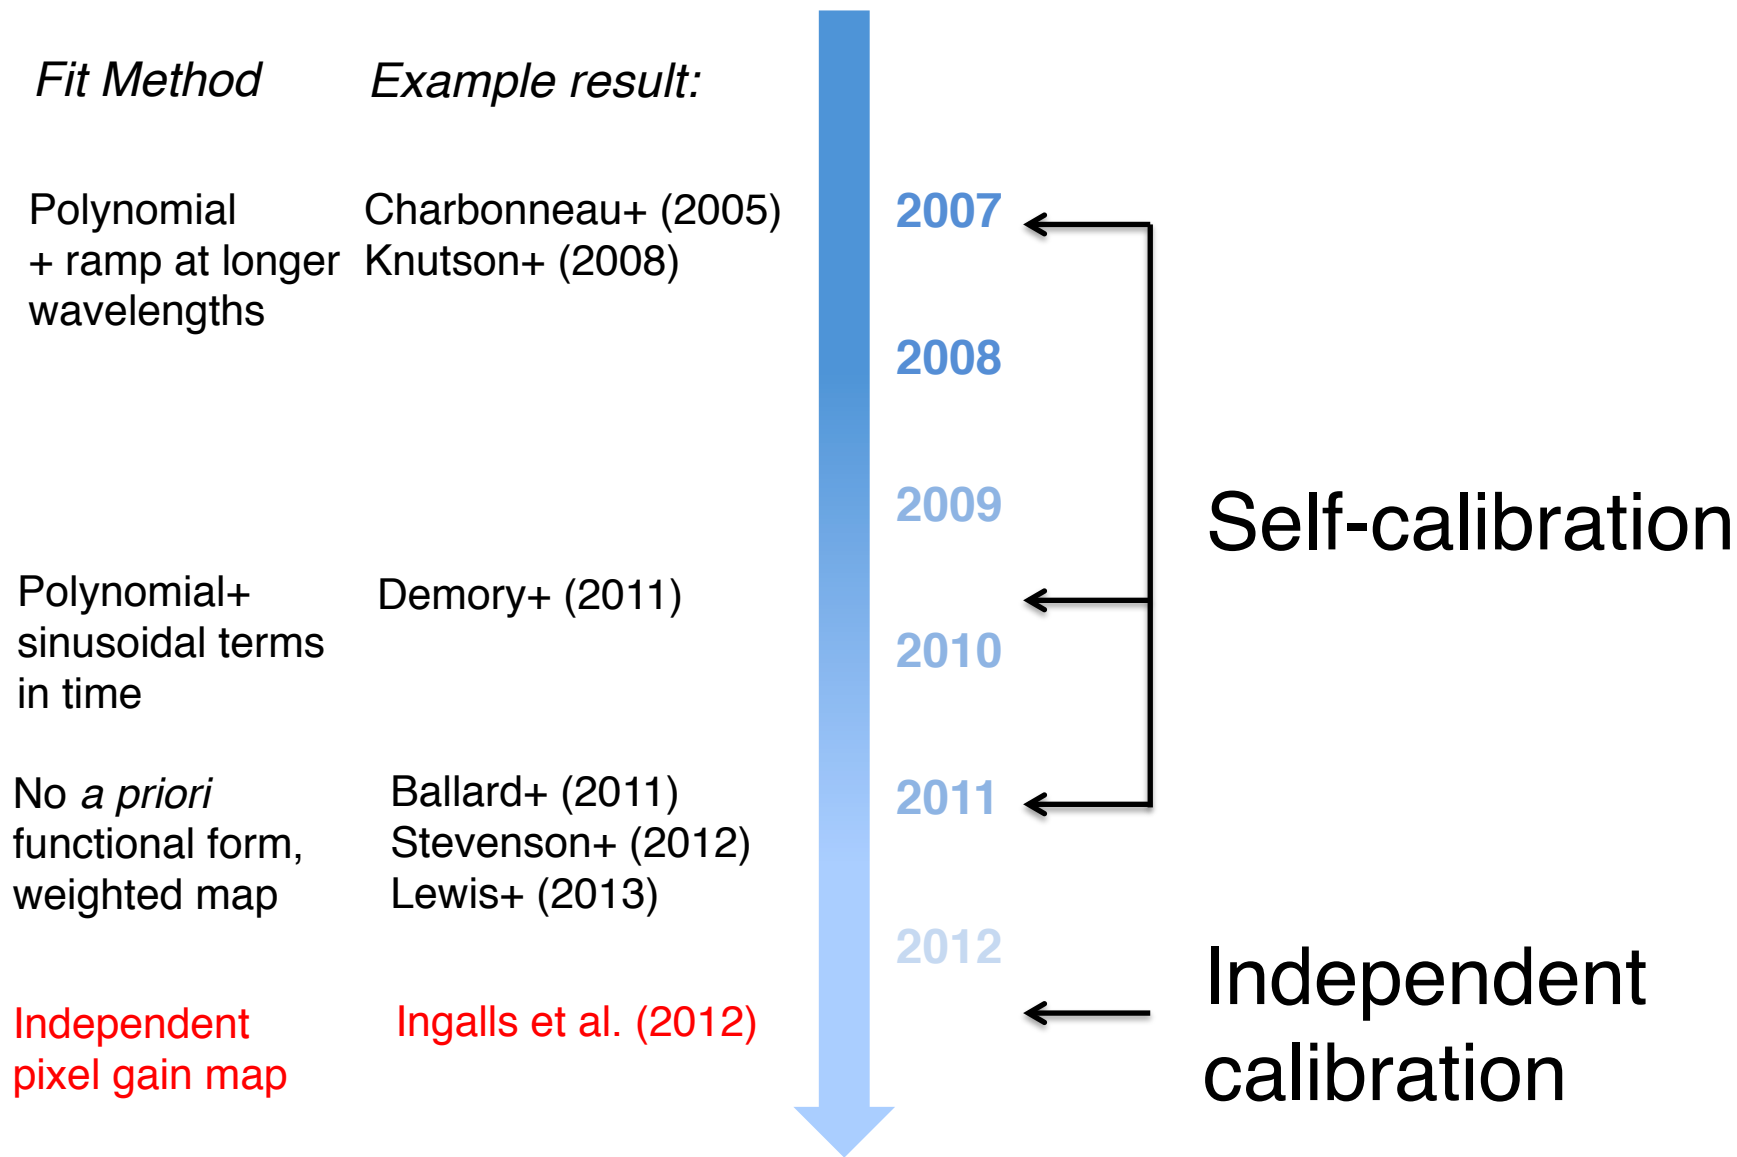 Fit Method
Example result:
Polynomial
+ ramp at longer
wavelengths
Charbonneau+ (2005)
Knutson+ (2008)
2007
2008
2009
Self-calibration
Polynomial+
sinusoidal terms
in time
Demory+ (2011)
2010
No a priori
functional form,
weighted map
Ballard+ (2011)
Stevenson+ (2012)
Lewis+ (2013)
2011
2012
Independent
pixel gain map
Ingalls et al. (2012)
Independent
calibration